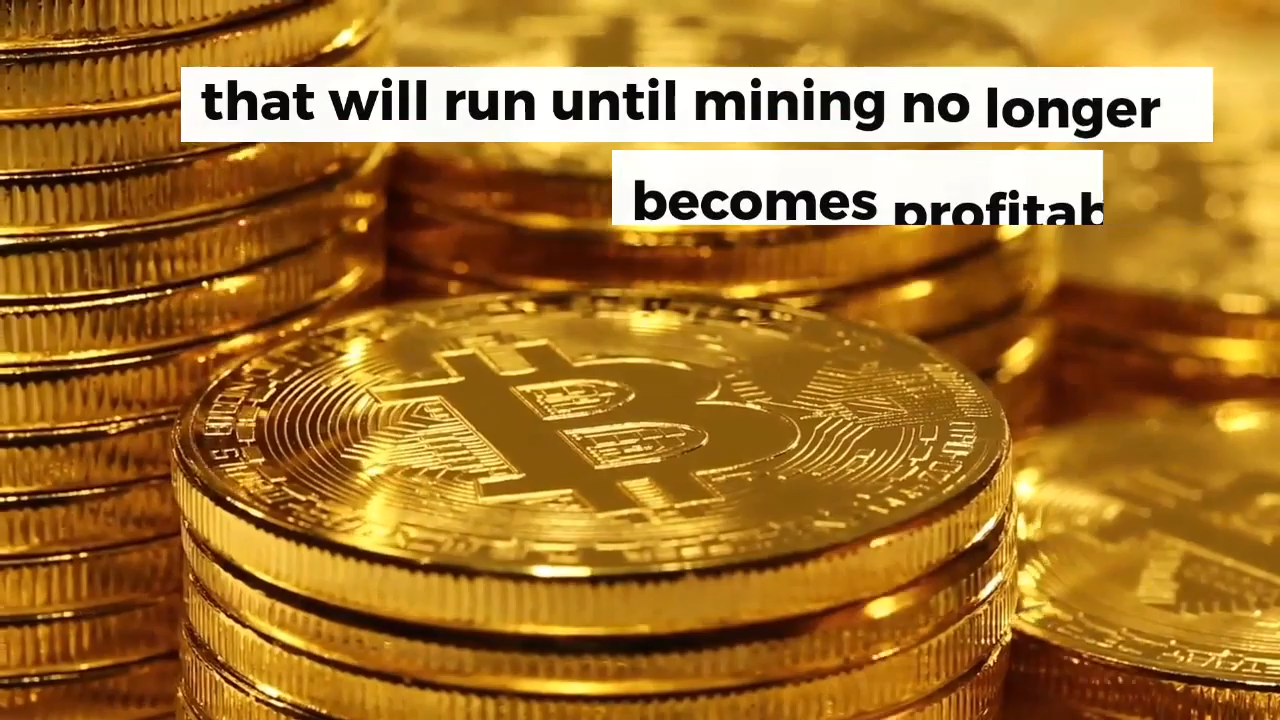 that will run until mining no longer
becomes profitab